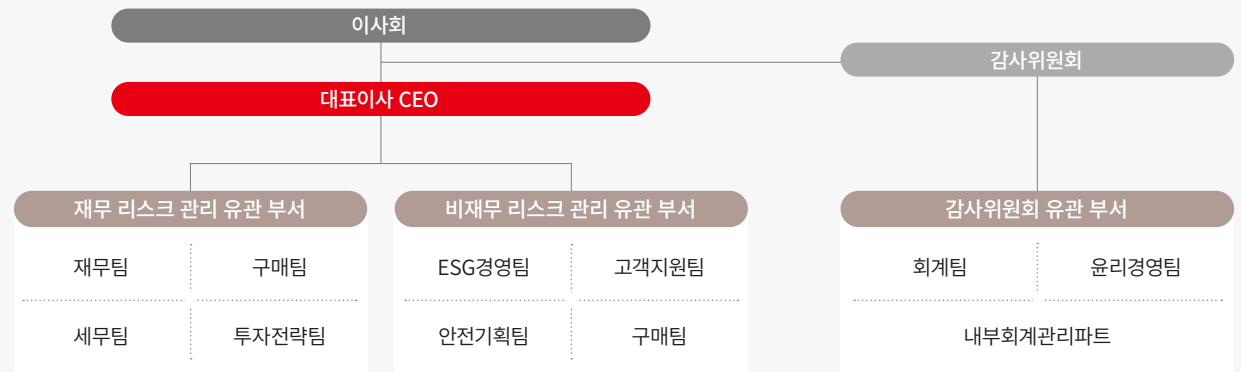 이사회
감사위원회
대표이사 CEO
재무 리스크 관리 유관 부서
비재무 리스크 관리 유관 부서
감사위원회 유관 부서
재무팀
구매팀
세무팀
투자전략팀
ESG경영팀
고객지원팀
안전기획팀
구매팀
회계팀
윤리경영팀
내부회계관리파트